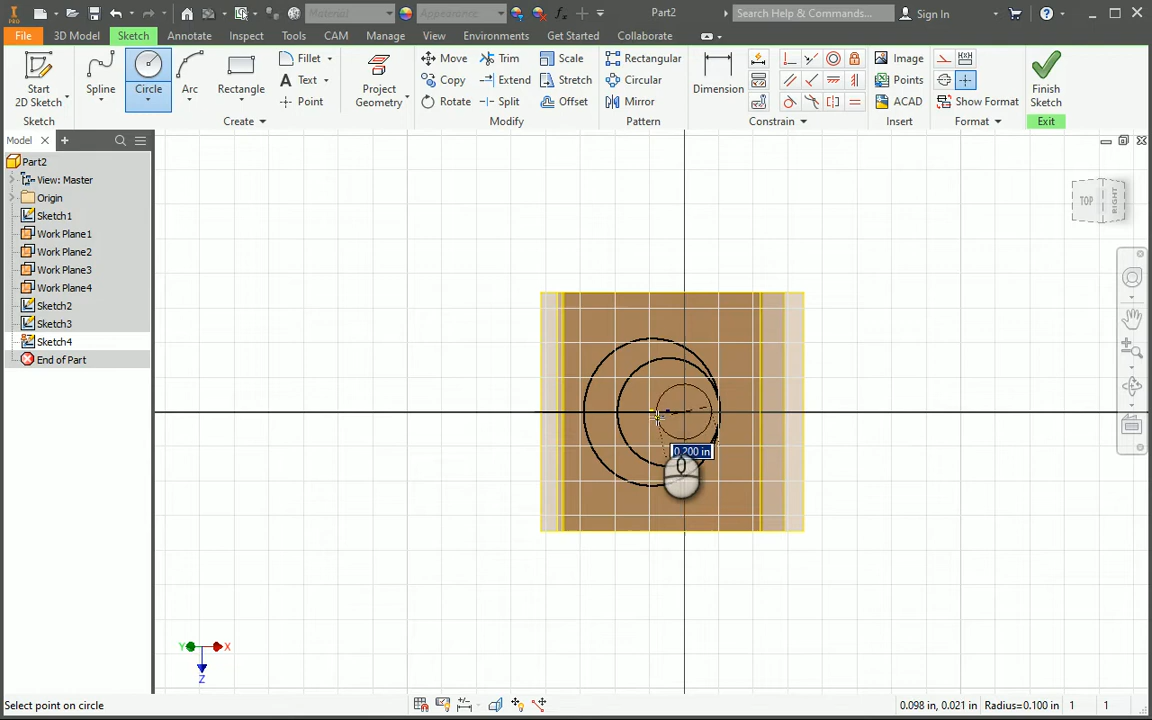 PRO
Material
Appearance
Part2
Search Help & Commands...
Sign In
File
3D Model
Sketch
Annotate
Inspect
Tools
CAM
Manage
View
Environments
Get Started
Collaborate
Start
2D Sketch
Spline
Circle
Arc
Rectangle
Fillet
Text
Point
Project
Geometry
Move
Copy
Rotate
Trim
Extend
Split
Scale
Stretch
Offset
Rectangular
Circular
Mirror
Dimension
Image
Points
ACAD
Show Format
Finish
Sketch
Sketch
Create
Modify
Pattern
Constrain
Insert
Format
Exit
Model
Part2
View: Master
Origin
Sketch1
Work Plane1
Work Plane2
Work Plane3
Work Plane4
Sketch2
Sketch3
Sketch4
End of Part
TOP
RIGHT
0.200 in
Y
X
Z
Select point on circle
0.098 in, 0.021 in
Radius=0.100 in
1
1